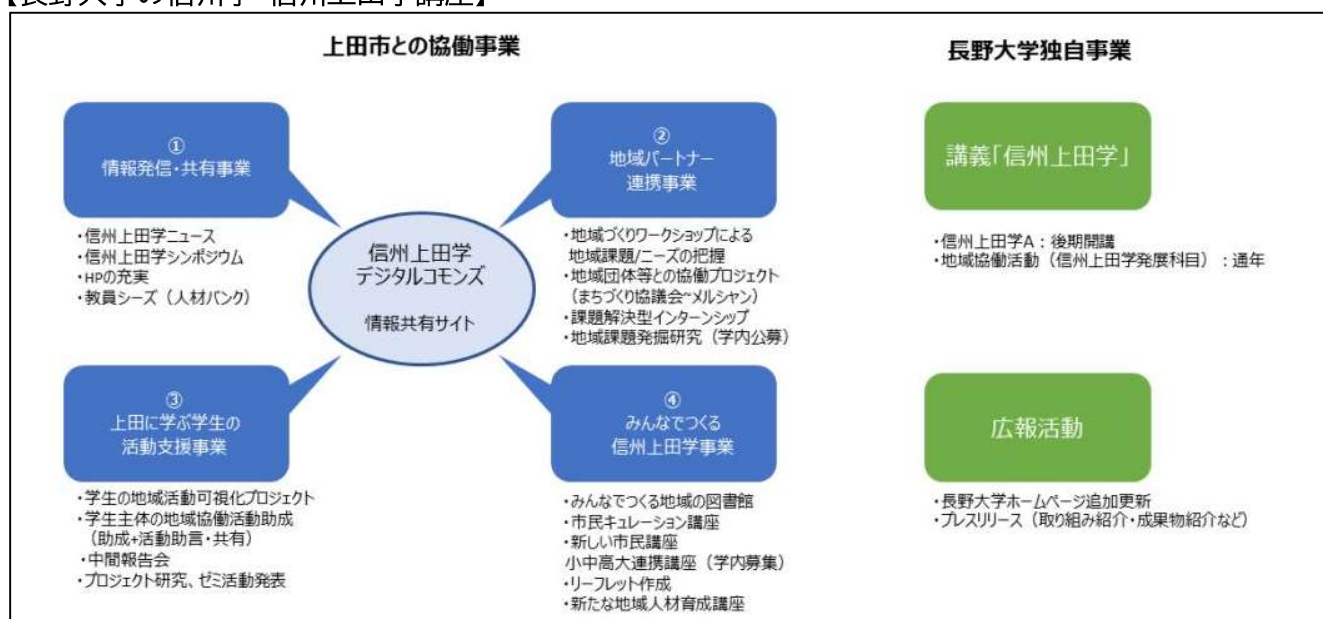 【長野大学の信州学 信州上田学講座】
上田市との協働事業
長野大学独自事業
①
情報発信・共有事業
・信州上田学ニュース
・信州上田学シンポジウム
・HPの充実
・教員シーズ（人材バンク）
②
地域パートナー
連携事業
・地域づくりワークショップによる
地域課題/ニーズの把握
・地域団体等との協働プロジェクト
（まちづくり協議会~メルシャン）
・課題解決型インターンシップ
・地域課題発掘研究（学内公募）
信州上田学
デジタルコモンズ
情報共有サイト
③
上田に学ぶ学生の
活動支援事業
・学生の地域活動可視化プロジェクト
・学生主体の地域協働活動助成
（助成+活動助言・共有）
・中間報告会
・プロジェクト研究、ゼミ活動発表
④
みんなでつくる
信州上田学事業
・みんなでつくる地域の図書館
・市民キュレーション講座
・新しい市民講座
小中高大連携講座（学内募集）
・リーフレット作成
・新たな地域人材育成講座
講義「信州上田学」
・信州上田学A：後期開講
・地域協働活動（信州上田学発展科目）：通年
広報活動
・長野大学ホームページ追加更新
・プレスリリース（取り組み紹介・成果物紹介など）